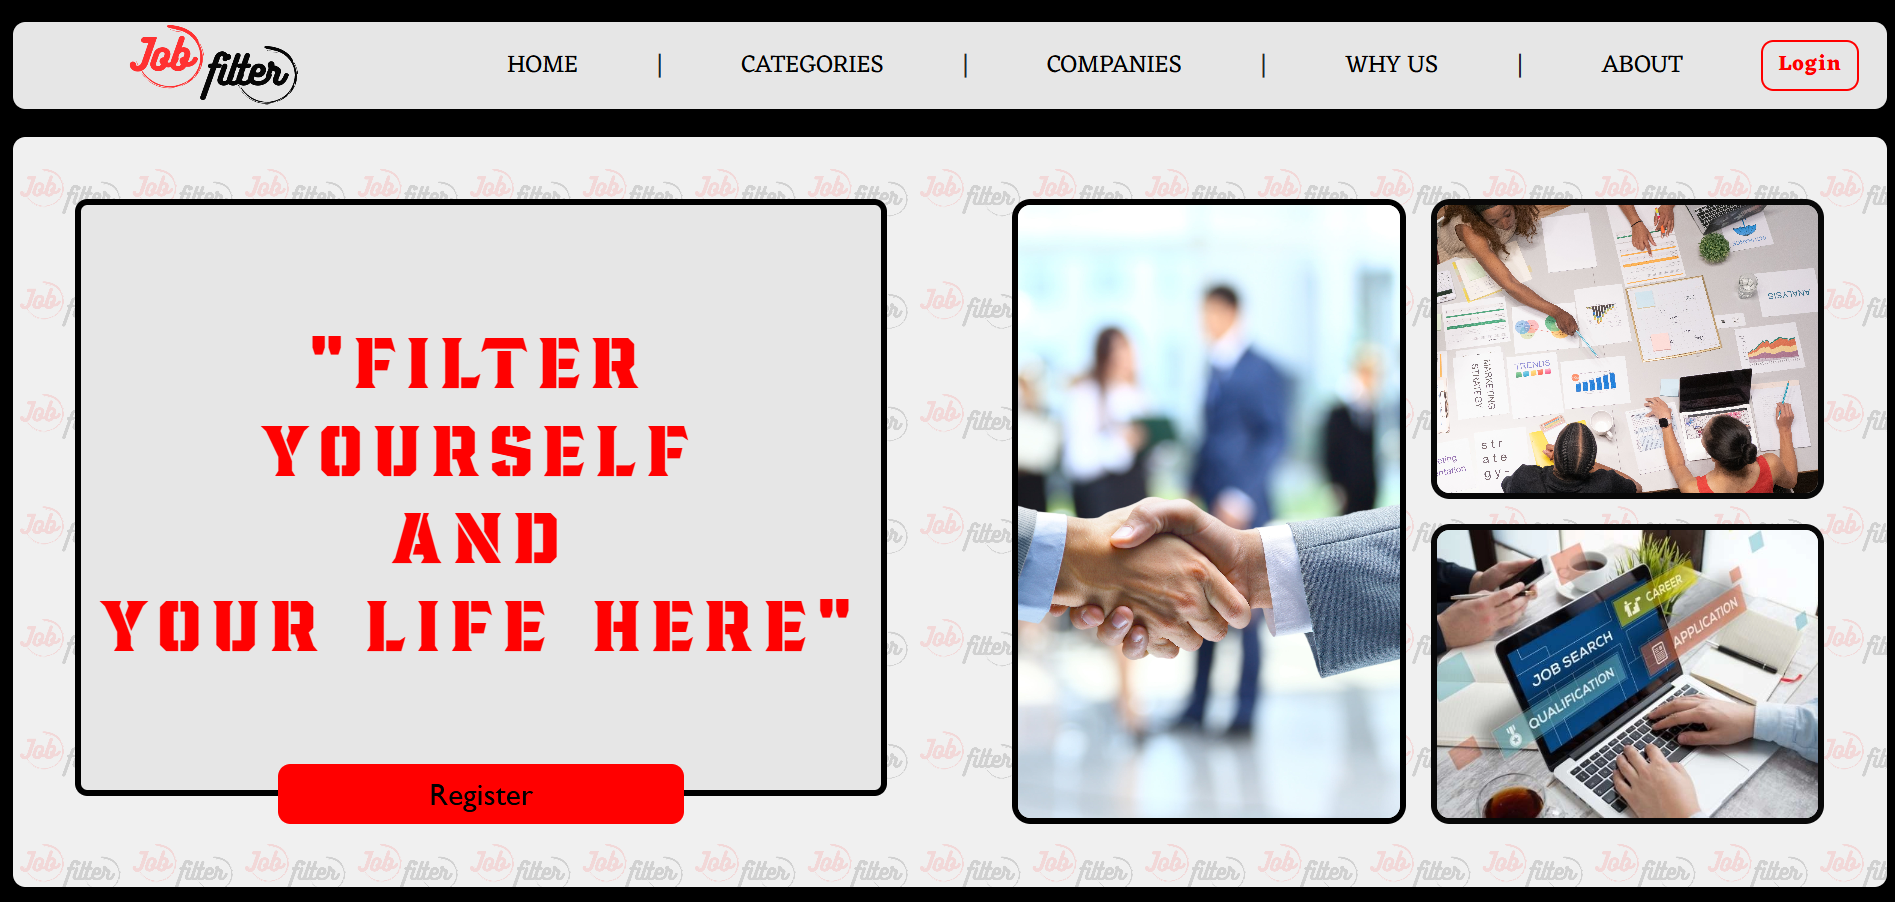 Job filter
HOME | CATEGORIES | COMPANIES | WHY US | ABOUT
Login
"FILTER
YOURSELF
AND
YOUR LIFE HERE"
Register
ANALYSIS
TRENDS
MARKETING
STRATEGY
str
ate
gy-
CAREER
APPLICATION
JOB SEARCH
QUALIFICATION